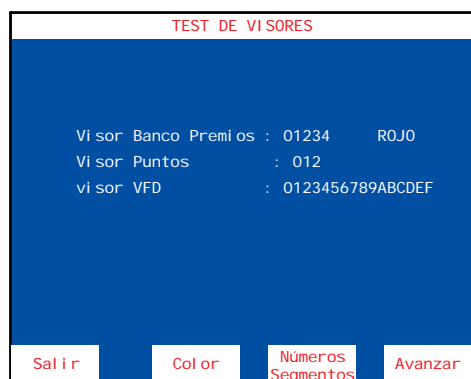 TEST DE VISORES
Visor Banco Premios : 01234 ROJO
Visor Puntos : 012
visor VFD : 0123456789ABCDEF
Salir Color Números Segmentos Avanzar